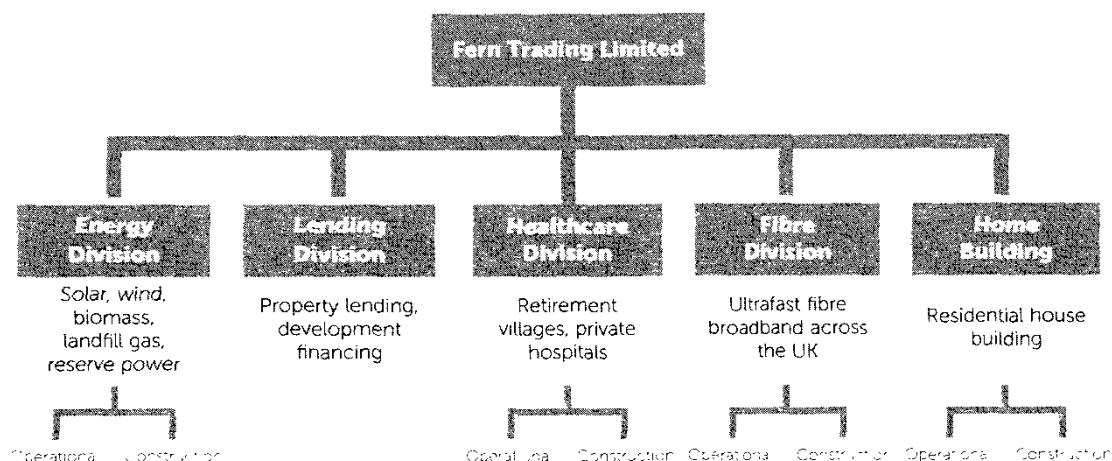 Fern Trading Limited
Energy
Division
Lending
Division
Healthcare
Division
Fibre
Division
Home
Building
Solar, wind,
biomass,
landfill gas,
reserve power
Property lending,
development
financing
Retirement
villages, private
hospitals
Ultrafast fibre
broadband across
the UK
Residential house
building
Operational Construction Operational Construction Operational Construction Operational Construction